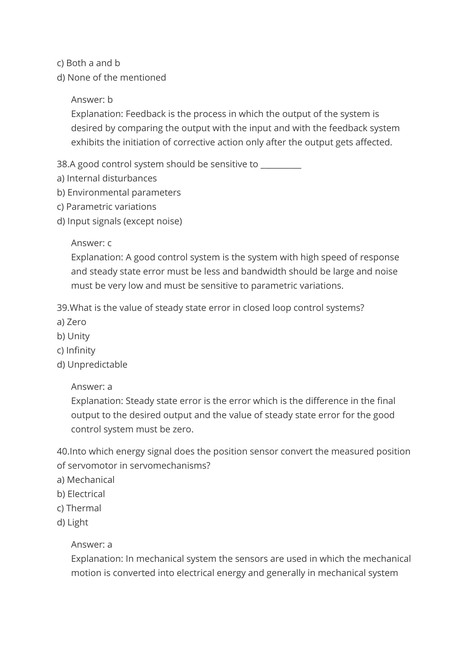 c) Both a and b
d) None of the mentioned
Answer: b
Explanation: Feedback is the process in which the output of the system is
desired by comparing the output with the input and with the feedback system
exhibits the initiation of corrective action only after the output gets affected.
38.A good control system should be sensitive to __________
a) Internal disturbances
b) Environmental parameters
c) Parametric variations
d) Input signals (except noise)
Answer: c
Explanation: A good control system is the system with high speed of response
and steady state error must be less and bandwidth should be large and noise
must be very low and must be sensitive to parametric variations.
39.What is the value of steady state error in closed loop control systems?
a) Zero
b) Unity
c) Infinity
d) Unpredictable
Answer: a
Explanation: Steady state error is the error which is the difference in the final
output to the desired output and the value of steady state error for the good
control system must be zero.
40.Into which energy signal does the position sensor convert the measured position
of servomotor in servomechanisms?
a) Mechanical
b) Electrical
c) Thermal
d) Light
Answer: a
Explanation: In mechanical system the sensors are used in which the mechanical
motion is converted into electrical energy and generally in mechanical system